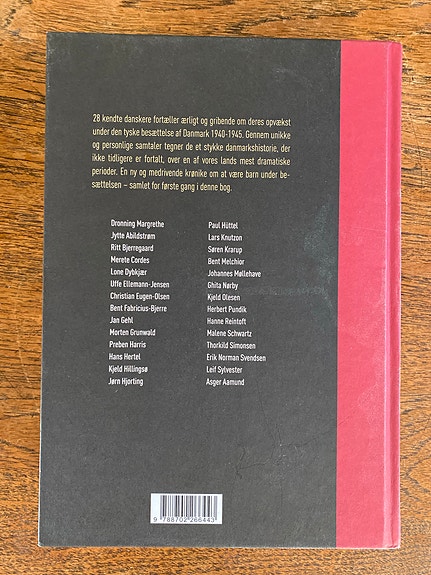 28 kendte danskere fortæller ærligt og gribende om deres opvækst
under den tyske besættelse af Danmark 1940-1945. Gennem unikke
og personlige samtaler tegner de et stykke danmarkshistorie, der
ikke tidligere er fortalt, over en af vores lands mest dramatiske
perioder. En ny og medrivende krønike om at være barn under be-
sættelsen – samlet for første gang i denne bog.
Dronning Margrethe
Jytte Abildstrøm
Ritt Bjerregaard
Merete Cordes
Lone Dybkjær
Uffe Ellemann-Jensen
Christian Eugen-Olsen
Bent Fabricius-Bjerre
Jan Gehl
Morten Grunwald
Preben Harris
Hans Hertel
Kjeld Hillingsø
Jørn Hjorting
Paul Hüttel
Lars Knutzon
Søren Krarup
Bent Melchior
Johannes Møllehave
Ghita Nørby
Kjeld Olesen
Herbert Pundik
Hanne Reintoft
Malene Schwartz
Thorkild Simonsen
Erik Norman Svendsen
Leif Sylvester
Asger Aamund
9 788702 266443